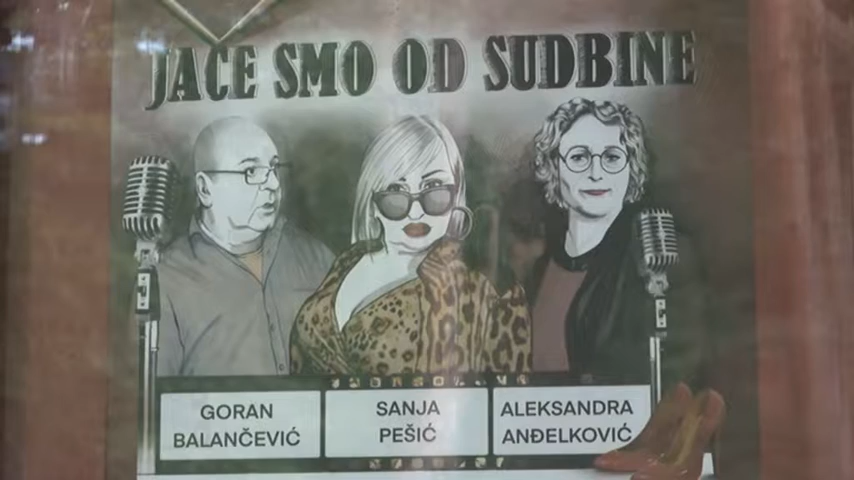 JAČE SMO OD SUDBINE
GORAN
BALANČEVIĆ
SANJA
PEŠIĆ
ALEKSANDRA
ANĐELKOVIĆ